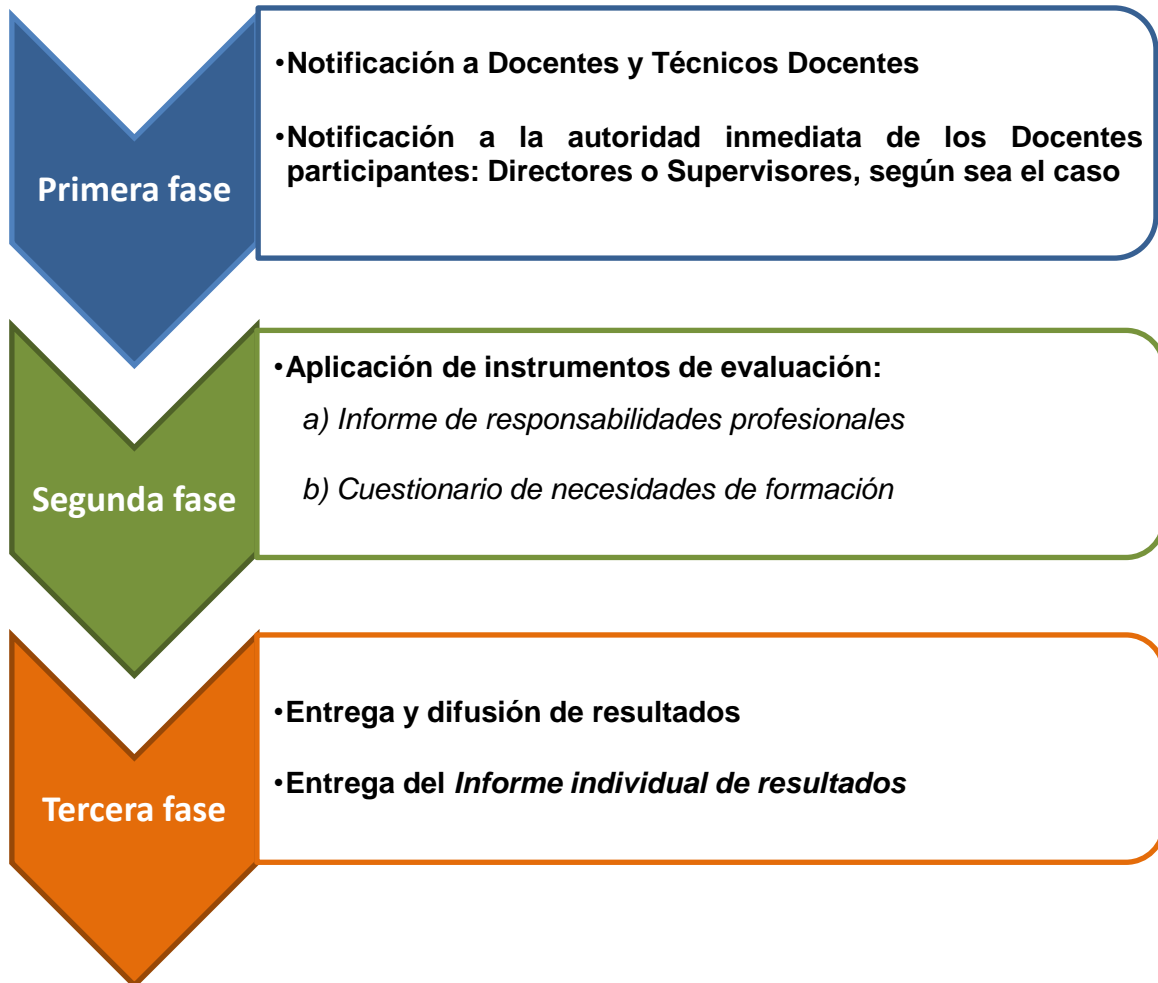 Primera fase
•Notificación a Docentes y Técnicos Docentes
•Notificación a la autoridad inmediata de los Docentes
participantes: Directores o Supervisores, según sea el caso
Segunda fase
•Aplicación de instrumentos de evaluación:
a) Informe de responsabilidades profesionales
b) Cuestionario de necesidades de formación
Tercera fase
•Entrega y difusión de resultados
•Entrega del Informe individual de resultados